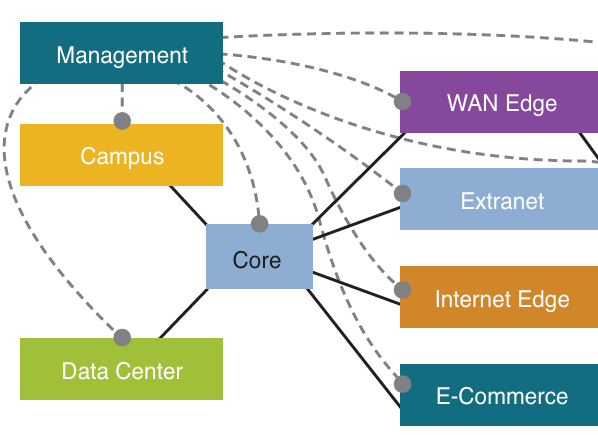 Management
WAN Edge
Campus
Extranet
Core
Internet Edge
Data Center
E-Commerce